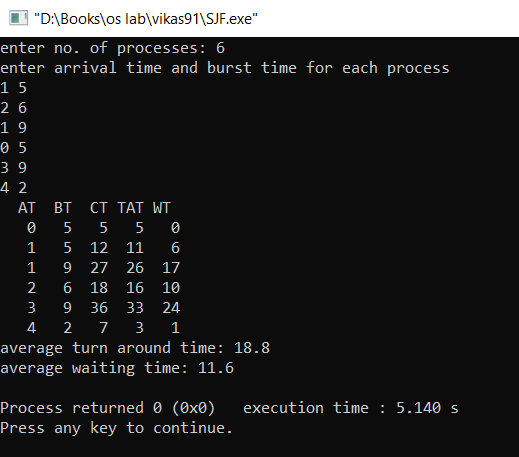 "D:\Books\os lab\vikas91\SJF.exe"
enter no. of processes: 6
enter arrival time and burst time for each process
1 5
2 6
1 9
0 5
3 9
4 2
  AT  BT  CT TAT WT
   0   5   5   5   0
   1   5  12  11   6
   1   9  27  26  17
   2   6  18  16  10
   3   9  36  33  24
   4   2   7   3   1
average turn around time: 18.8
average waiting time: 11.6

Process returned 0 (0x0)   execution time : 5.140 s
Press any key to continue.